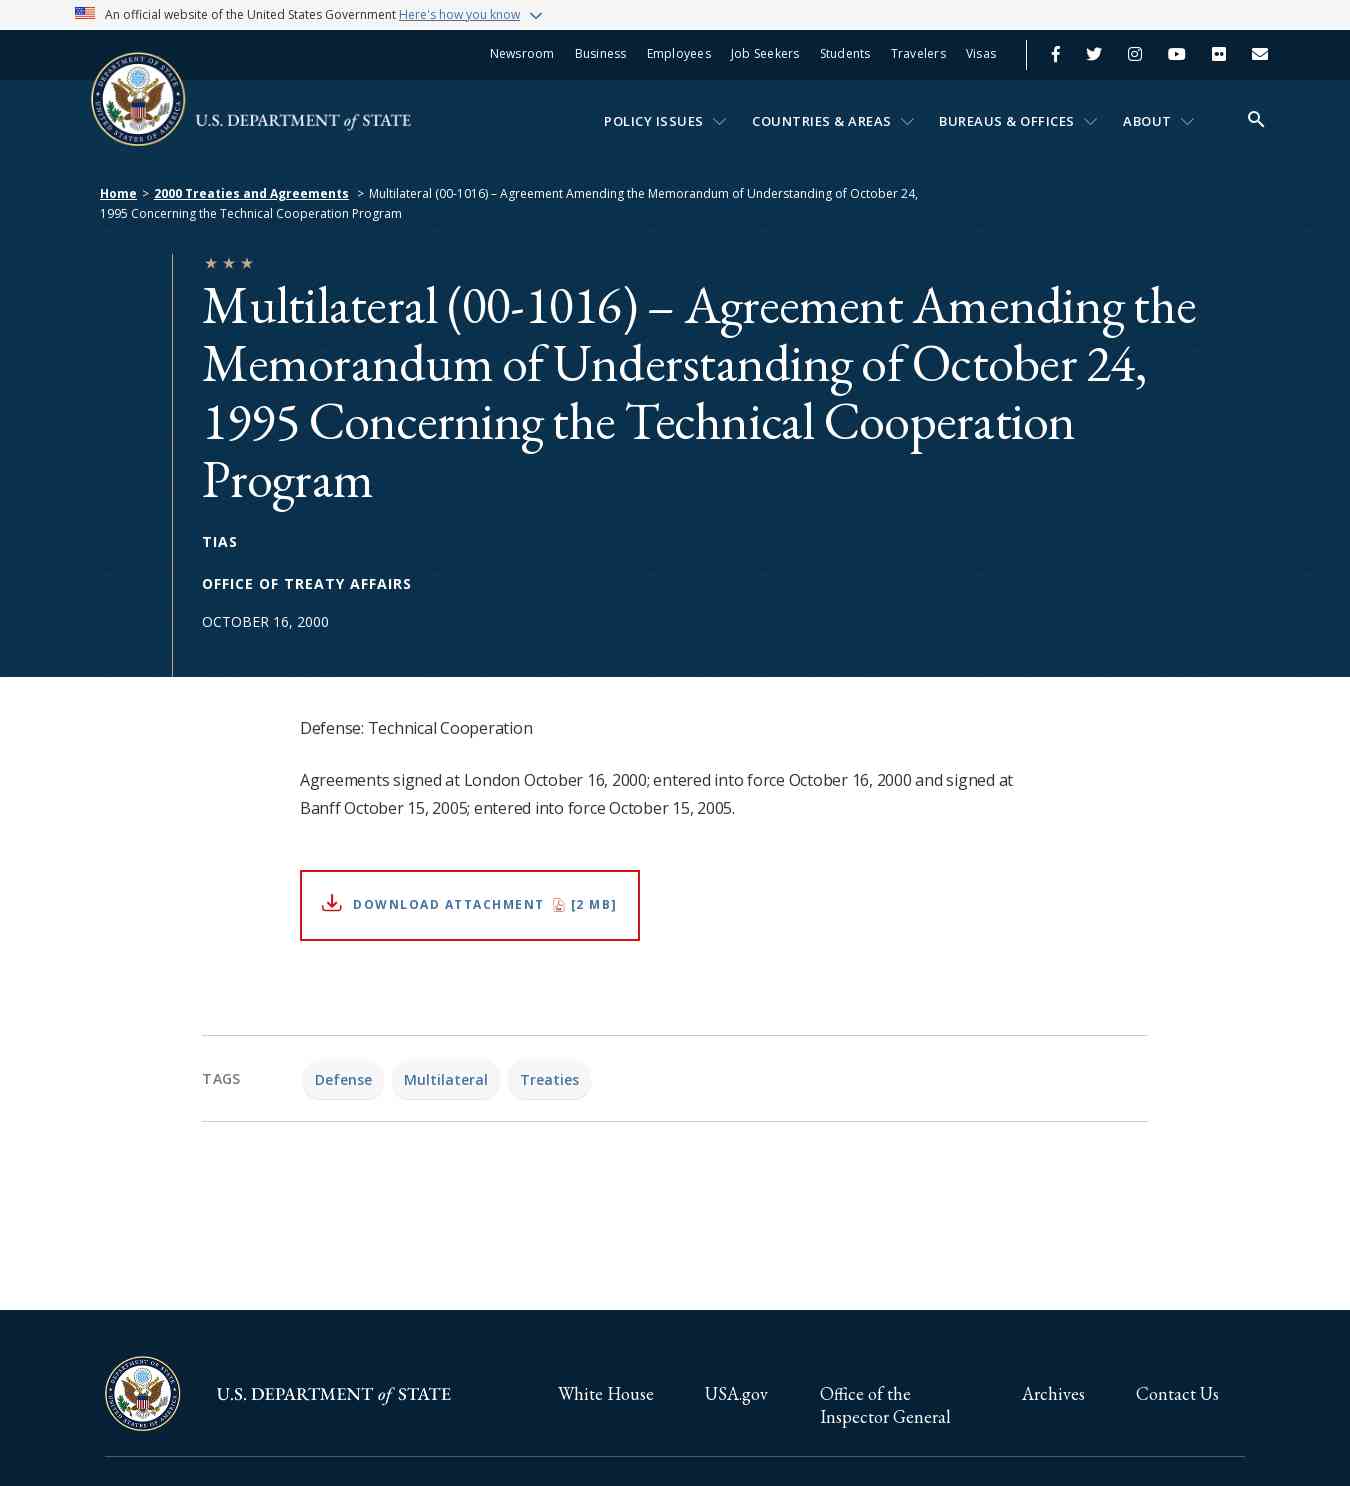 An official website of the United States Government Here's how you know
Newsroom Business Employees Job Seekers Students Travelers Visas
U.S. DEPARTMENT of STATE
POLICY ISSUES COUNTRIES & AREAS BUREAUS & OFFICES ABOUT
Home > 2000 Treaties and Agreements > Multilateral (00-1016) – Agreement Amending the Memorandum of Understanding of October 24,
1995 Concerning the Technical Cooperation Program
Multilateral (00-1016) – Agreement Amending the
Memorandum of Understanding of October 24,
1995 Concerning the Technical Cooperation
Program
TIAS
OFFICE OF TREATY AFFAIRS
OCTOBER 16, 2000
Defense: Technical Cooperation
Agreements signed at London October 16, 2000; entered into force October 16, 2000 and signed at
Banff October 15, 2005; entered into force October 15, 2005.
DOWNLOAD ATTACHMENT [2 MB]
TAGS Defense Multilateral Treaties
U.S. DEPARTMENT of STATE
White House USA.gov Office of the Archives Contact Us
Inspector General